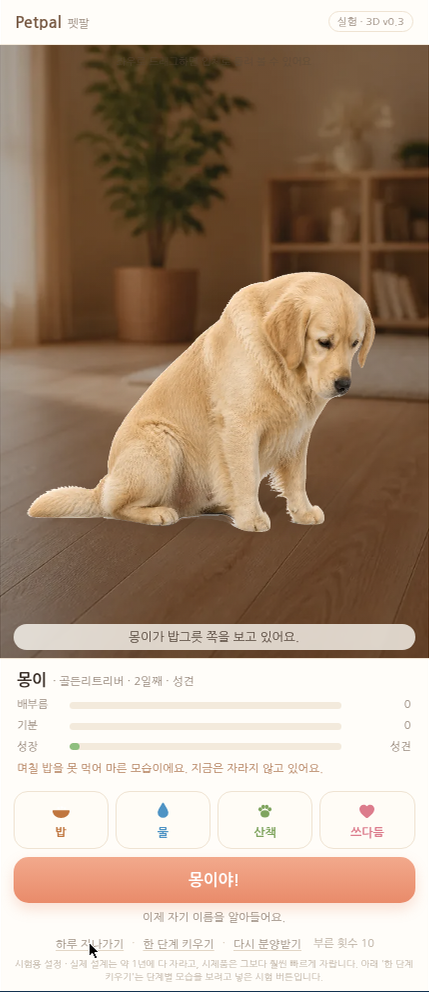 Petpal 펫팔
실험 · 3D v0.3
몽이가 밥그릇 쪽을 보고 있어요.
몽이 · 골든리트리버 · 2일째 · 성견
배부름 0
기분 0
성장 성견
며칠 밥을 못 먹어 마른 모습이에요. 지금은 자라지 않고 있어요.
밥 물 산책 쓰다듬
몽이야!
이제 자기 이름을 알아들어요.
하루 지나가기 · 한 단계 키우기 · 다시 분양받기 부른 횟수 10
시험용 설정 · 실제 설계는 약 1년에 다 자라고, 시제품은 그보다 훨씬 빠르게 자랍니다. 아래 '한 단계
키우기'는 단계별 모습을 보려고 넣은 시험 버튼입니다.